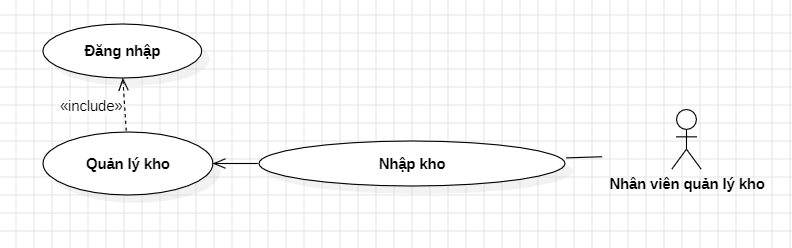 Đăng nhập
«include»
Quản lý kho
Nhập kho
Nhân viên quản lý kho